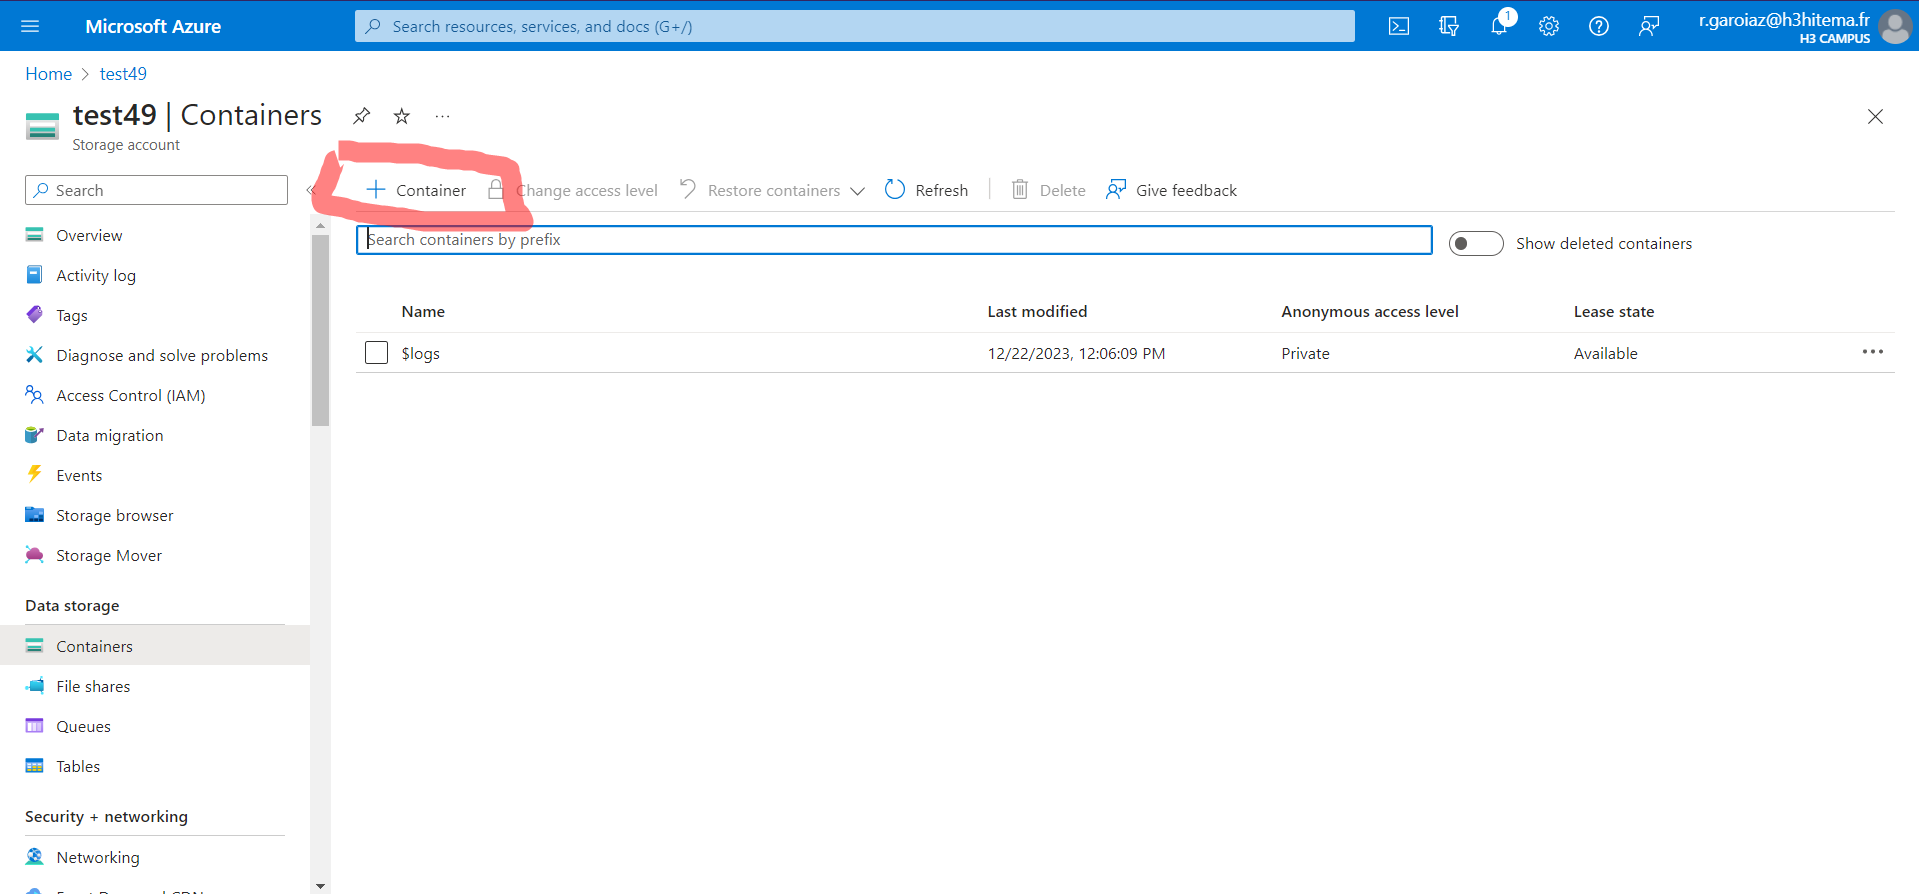 Microsoft Azure
Search resources, services, and docs (G+/)
1
r.garoiaz@h3hitema.fr
H3 CAMPUS
Home > test49
test49 | Containers
Storage account
Search
Overview
Activity log
Tags
Diagnose and solve problems
Access Control (IAM)
Data migration
Events
Storage browser
Storage Mover
Data storage
Containers
File shares
Queues
Tables
Security + networking
Networking
+ Container
Change access level
Restore containers
Refresh
Delete
Give feedback
Search containers by prefix
Show deleted containers
Name Last modified Anonymous access level Lease state
$logs 12/22/2023, 12:06:09 PM Private Available